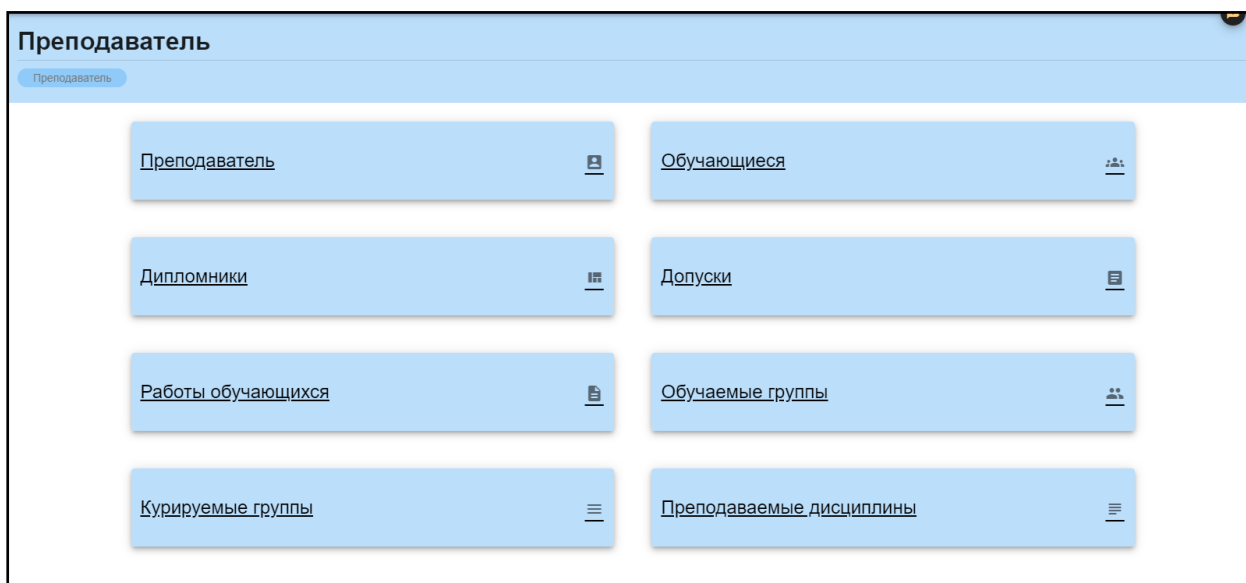 Преподаватель
Преподаватель
Преподаватель
Обучающиеся
Дипломники
Допуски
Работы обучающихся
Обучаемые группы
Курируемые группы
Преподаваемые дисциплины